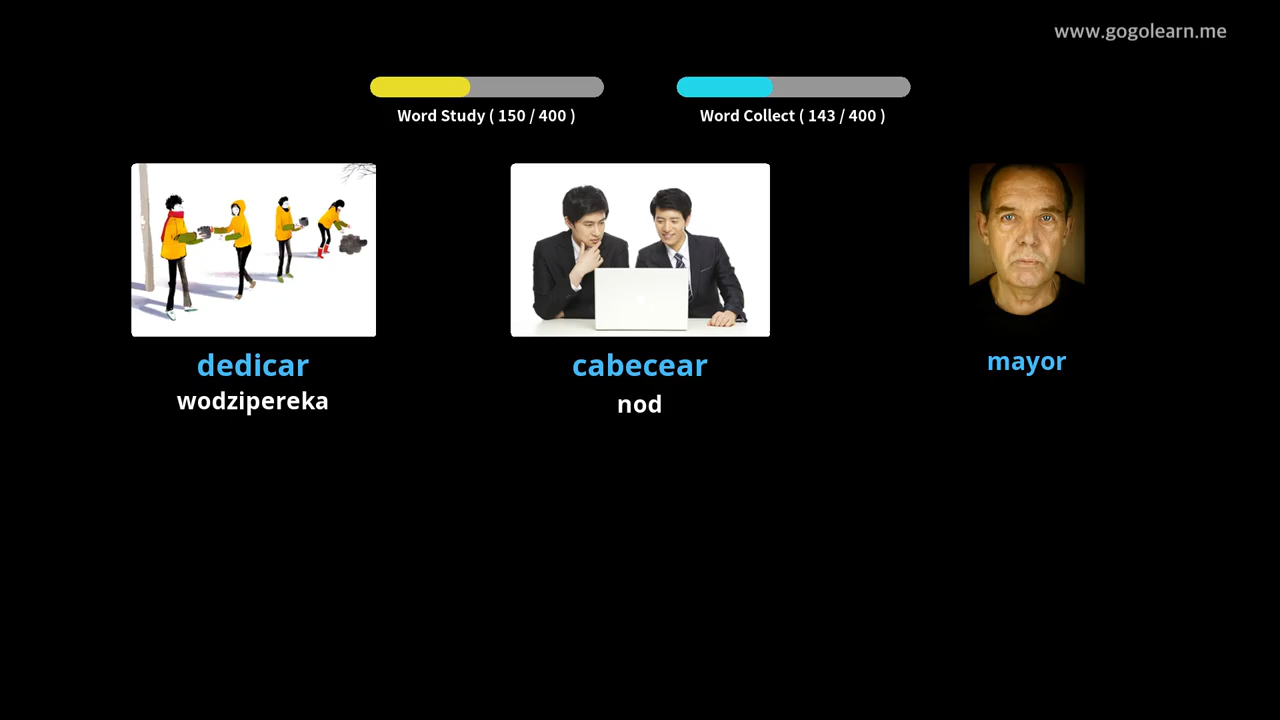 www.gogolearn.me
Word Study ( 150 / 400 )
Word Collect ( 143 / 400 )
dedicar
wodzipereka
cabecear
nod
mayor